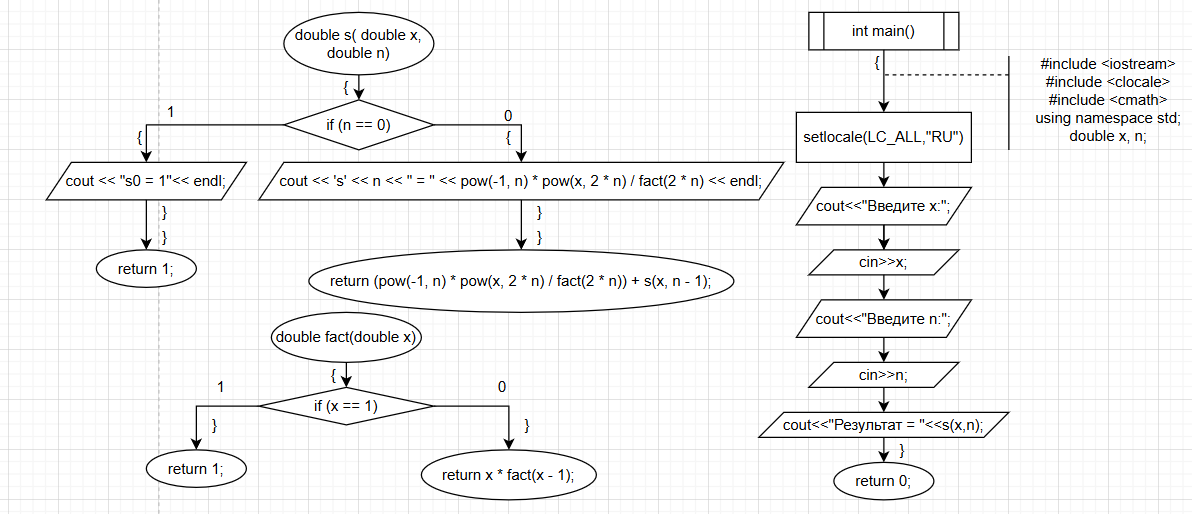 double s( double x,
double n)
{
if (n == 0)
1
0
{
{
cout << "s0 = 1"<< endl;
cout << 's' << n << " = " << pow(-1, n) * pow(x, 2 * n) / fact(2 * n) << endl;
}
}
}
}
return 1;
return (pow(-1, n) * pow(x, 2 * n) / fact(2 * n)) + s(x, n - 1);
double fact(double x)
{
if (x == 1)
1
0
}
}
return 1;
return x * fact(x - 1);
int main()
{
#include <iostream>
#include <clocale>
#include <cmath>
using namespace std;
double x, n;
setlocale(LC_ALL,"RU")
cout<<"Введите x:";
cin>>x;
cout<<"Введите n:";
cin>>n;
cout<<"Результат = "<<s(x,n);
}
return 0;